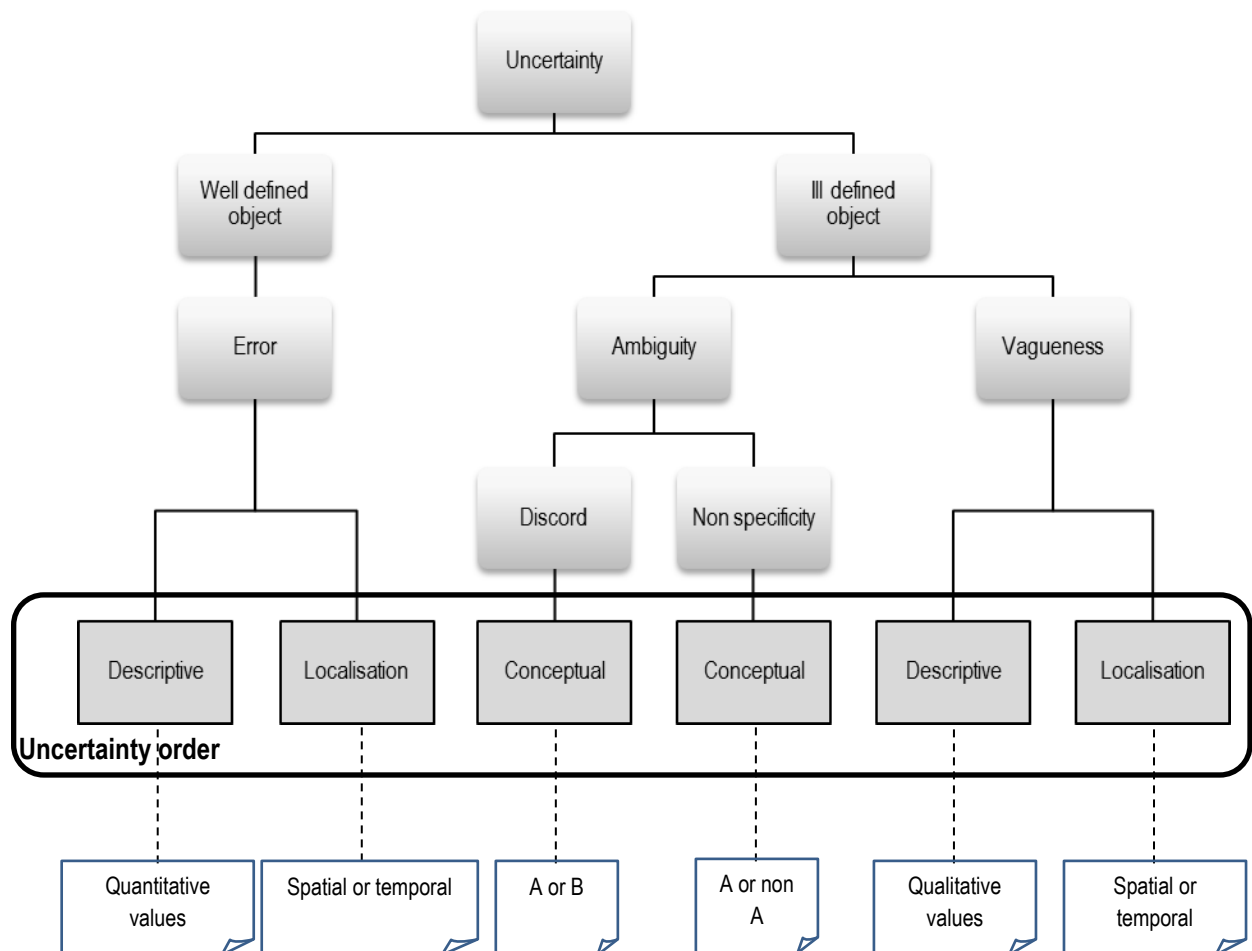 Uncertainty
Well defined
object
Ill defined
object
Error
Ambiguity
Vagueness
Discord
Non specificity
Descriptive
Localisation
Conceptual
Conceptual
Descriptive
Localisation
Uncertainty order
Quantitative
values
Spatial or temporal
A or B
A or non
A
Qualitative
values
Spatial or
temporal